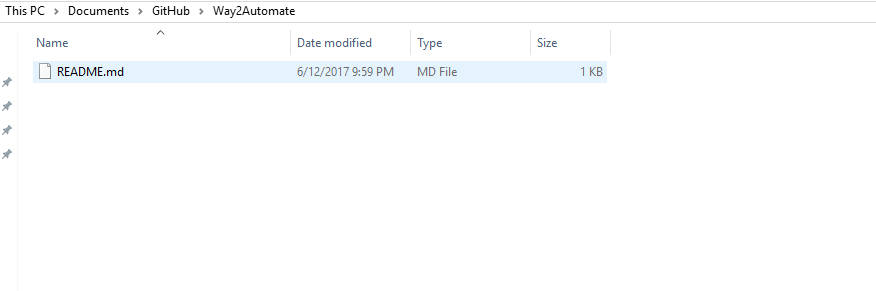 This PC > Documents > GitHub > Way2Automate
Name Date modified Type Size
README.md 6/12/2017 9:59 PM MD File 1 KB